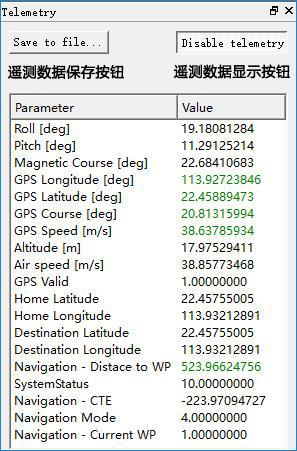 Telemetry
Save to file... Disable telemetry
遥测数据保存按钮 遥测数据显示按钮
Parameter Value
Roll [deg] 19.18081284
Pitch [deg] 11.29125214
Magnetic Course [deg] 22.68410683
GPS Longitude [deg] 113.92723846
GPS Latitude [deg] 22.45889473
GPS Course [deg] 20.81315994
GPS Speed [m/s] 38.63785934
Altitude [m] 17.97529411
Air speed [m/s] 38.85773468
GPS Valid 1.00000000
Home Latitude 22.45755005
Home Longitude 113.93212891
Destination Latitude 22.45755005
Destination Longitude 113.93212891
Navigation - Distace to WP 523.96624756
SystemStatus 10.00000000
Navigation - CTE -223.97094727
Navigation Mode 4.00000000
Navigation - Current WP 1.00000000